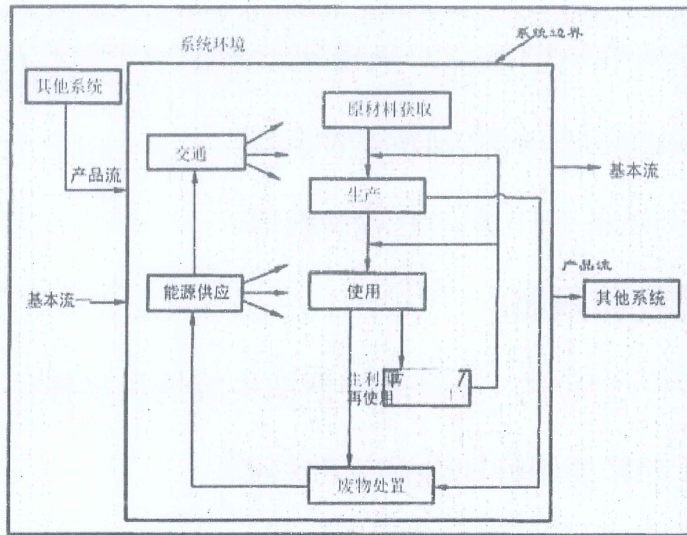 系统环境
系统边界
其他系统
原材料获取
交通
产品流
基本流
生产
产品流
基本流
能源供应
使用
其他系统
生利
再使用
废物处置